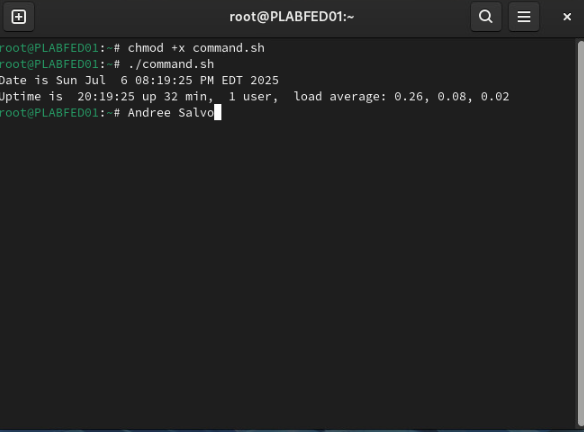 root@PLABFED01:~
root@PLABFED01:~# chmod +x command.sh
root@PLABFED01:~# ./command.sh
Date is Sun Jul  6 08:19:25 PM EDT 2025
Uptime is  20:19:25 up 32 min,  1 user,  load average: 0.26, 0.08, 0.02
root@PLABFED01:~# Andree Salvo